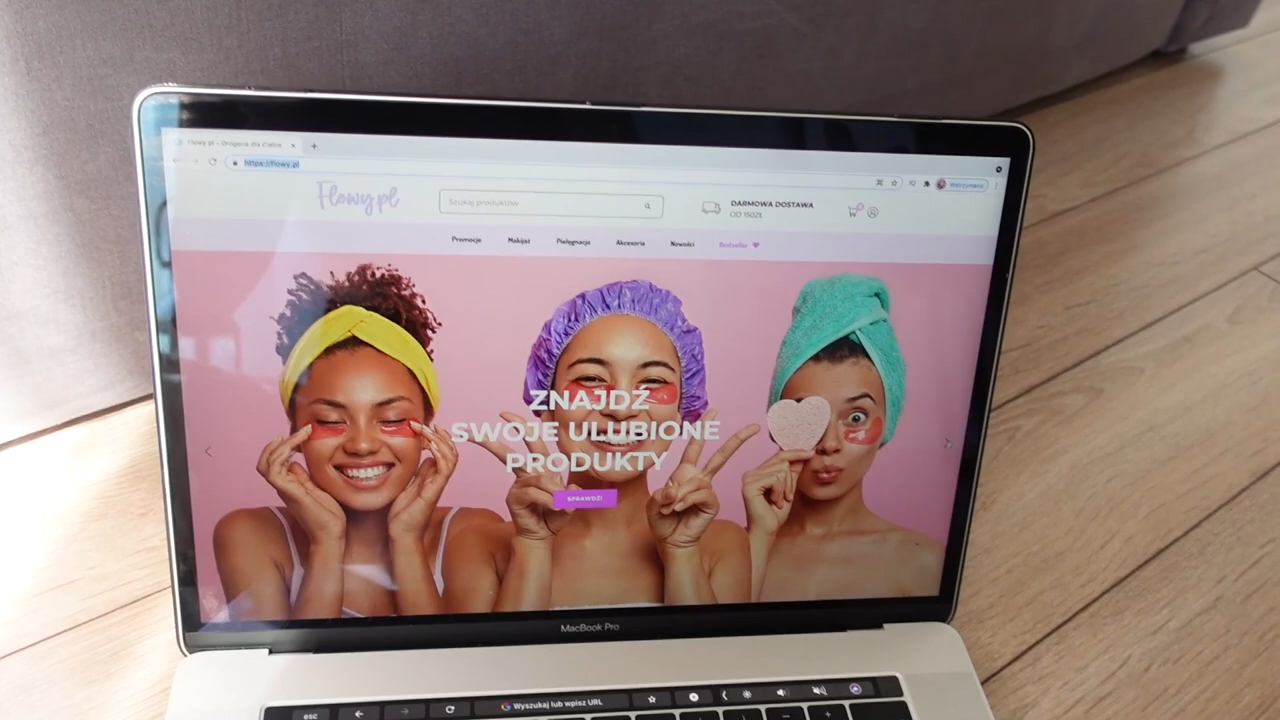 Flowy.pl - Drogeria dla Ciebie
https://flowy.pl
Wstrzymano
Flowy.pl
Szukaj produktów
DARMOWA DOSTAWA
OD 150ZŁ
Promocje Makijaż Pielęgnacja Akcesoria Nowości Bestseller
ZNAJDŹ
SWOJE ULUBIONE
PRODUKTY
SPRAWDŹ!
MacBook Pro
esc Wyszukaj lub wpisz URL